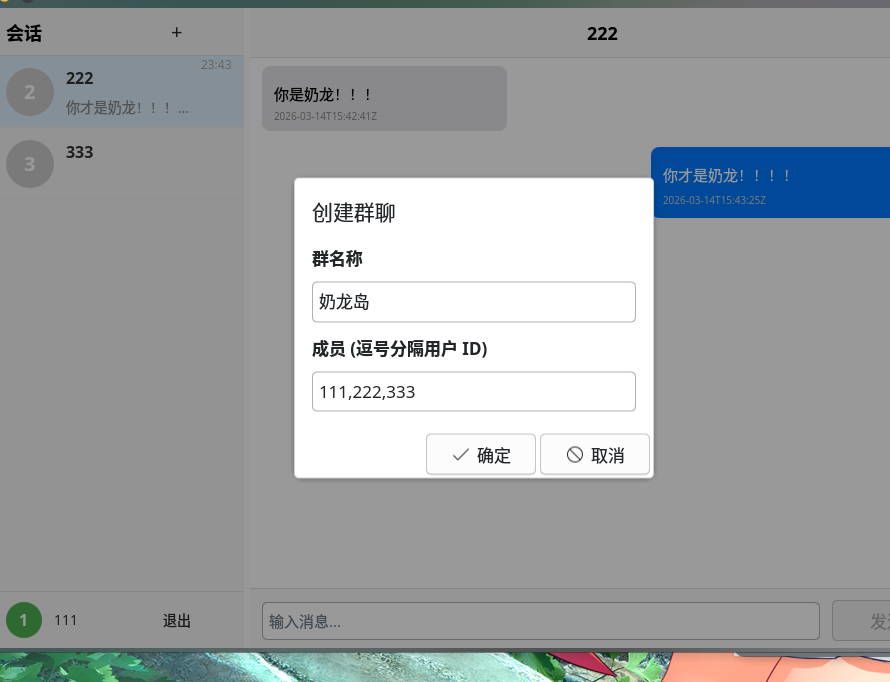 会话 +
222
222
23:43
你才是奶龙！！！...
333
你是奶龙！！！
2026-03-14T15:42:41Z
你才是奶龙！！！！
2026-03-14T15:43:25Z
创建群聊
群名称
奶龙岛
成员 (逗号分隔用户 ID)
111,222,333
确定
取消
1
111
退出
输入消息...
发
2
3